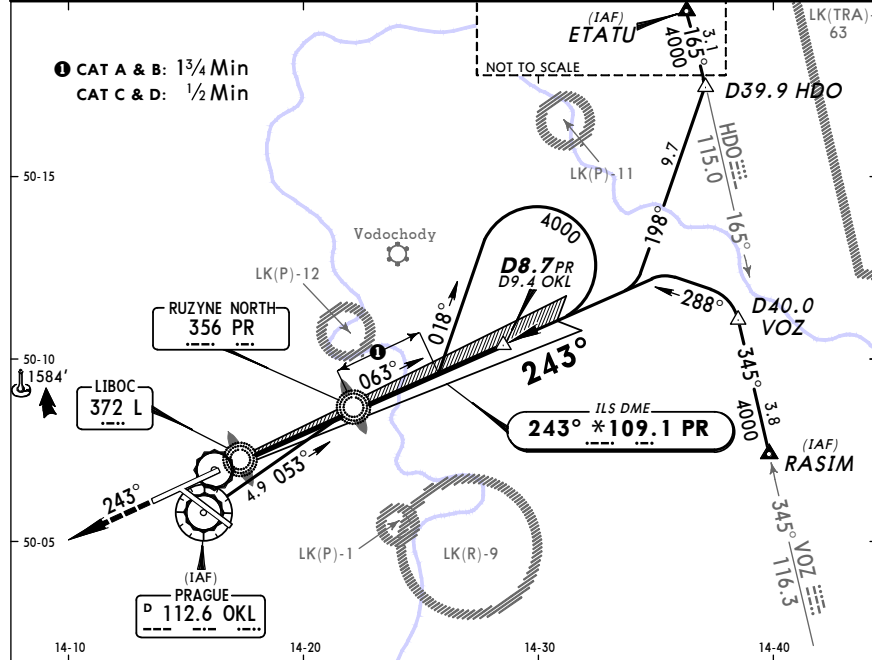 ❶ CAT A & B: 1 3/4 Min
CAT C & D: 1/2 Min
(IAF)
ETATU
3.1
165°
4000
LK(TRA)-
63
NOT TO SCALE
D39.9 HDO
HDO
115.0
165°
9.7
198°
LK(P)-11
50-15
Vodochody
4000
D8.7 PR
D9.4 OKL
LK(P)-12
018°
288°
D40.0
VOZ
RUZYNE NORTH
356 PR
❶
063°
243°
50-10
1584'
LIBOC
372 L
ILS DME
243° *109.1 PR
345°
4000
3.8
(IAF)
RASIM
4.9 053°
243°
50-05
LK(P)-1
LK(R)-9
345° VOZ
116.3
(IAF)
PRAGUE
D 112.6 OKL
14-10
14-20
14-30
14-40